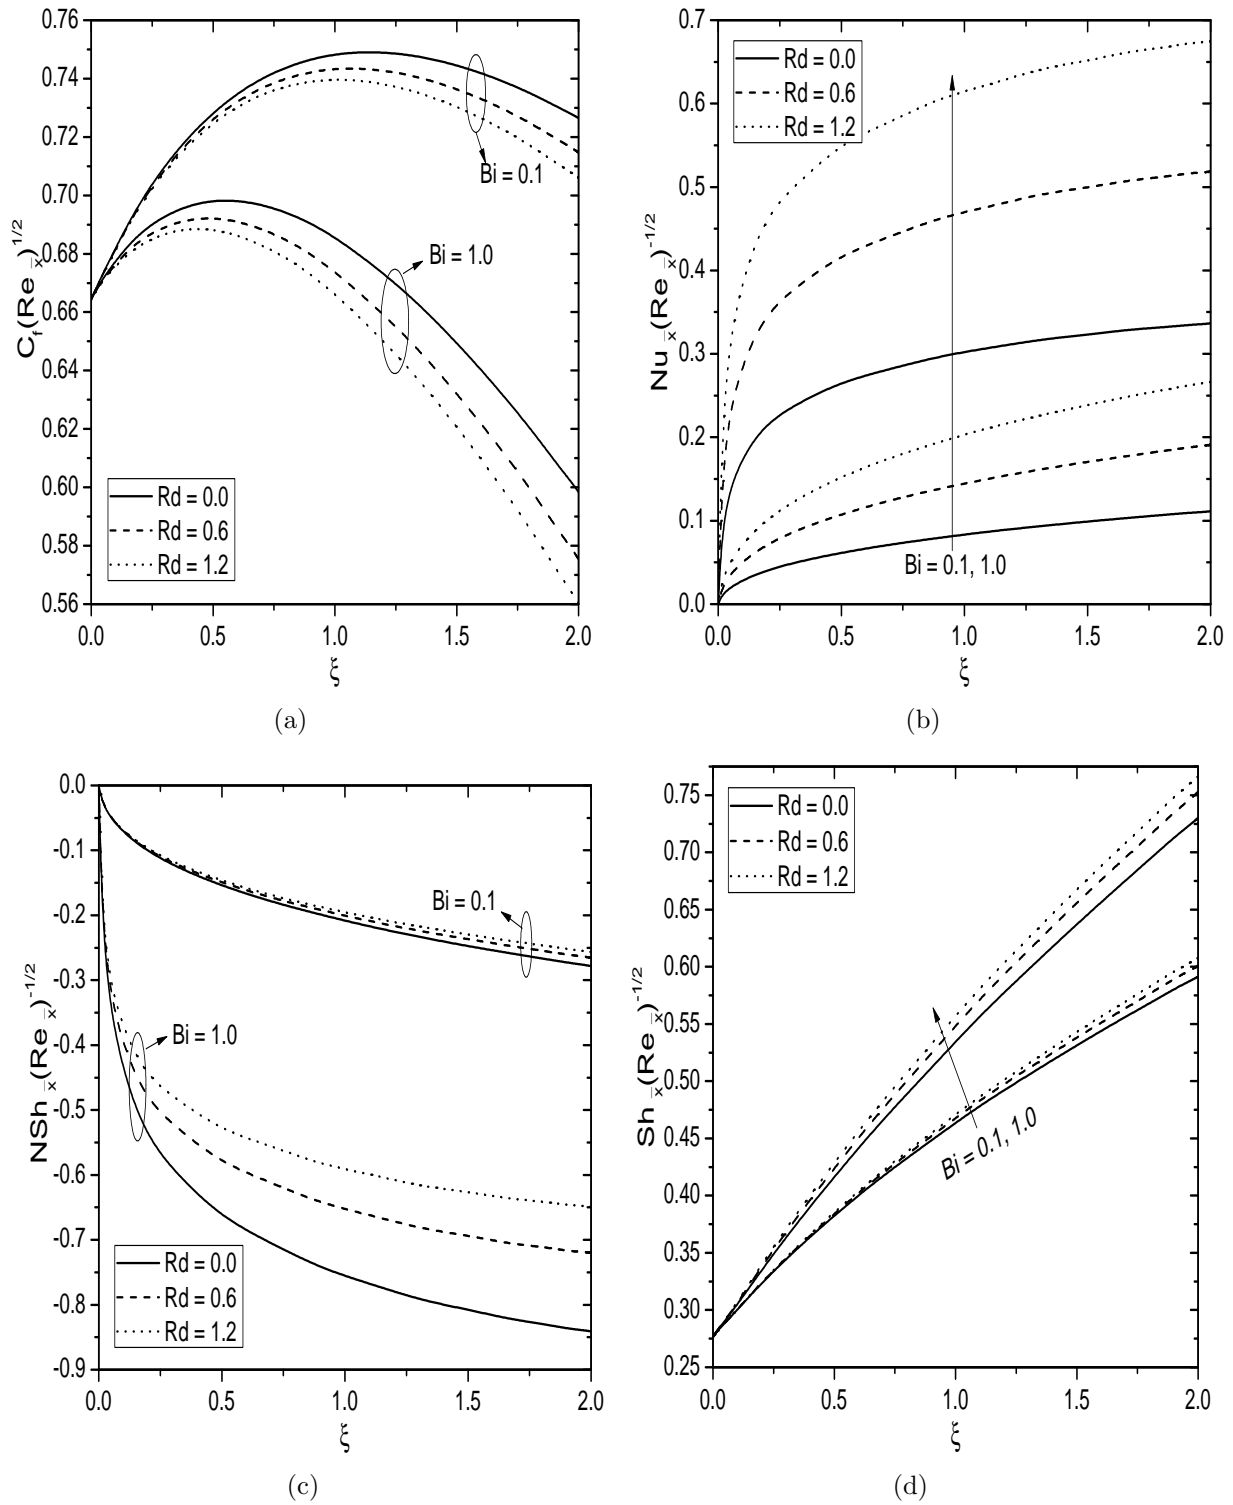 0.76
0.74
0.72
0.70
0.68
0.66
0.64
0.62
0.60
0.58
0.56
C_f(Re_x̄)^{1/2}
Bi = 0.1
Bi = 1.0
Rd = 0.0
Rd = 0.6
Rd = 1.2
0.0 0.5 1.0 1.5 2.0
ξ
(a)
0.7
0.6
0.5
0.4
0.3
0.2
0.1
0.0
Nu_x̄(Re_x̄)^{-1/2}
Rd = 0.0
Rd = 0.6
Rd = 1.2
Bi = 0.1, 1.0
0.0 0.5 1.0 1.5 2.0
ξ
(b)
0.0
-0.1
-0.2
-0.3
-0.4
-0.5
-0.6
-0.7
-0.8
-0.9
NSh_x̄(Re_x̄)^{-1/2}
Bi = 0.1
Bi = 1.0
Rd = 0.0
Rd = 0.6
Rd = 1.2
0.0 0.5 1.0 1.5 2.0
ξ
(c)
0.75
0.70
0.65
0.60
0.55
0.50
0.45
0.40
0.35
0.30
0.25
Sh_x̄(Re_x̄)^{-1/2}
Rd = 0.0
Rd = 0.6
Rd = 1.2
Bi = 0.1, 1.0
0.0 0.5 1.0 1.5 2.0
ξ
(d)